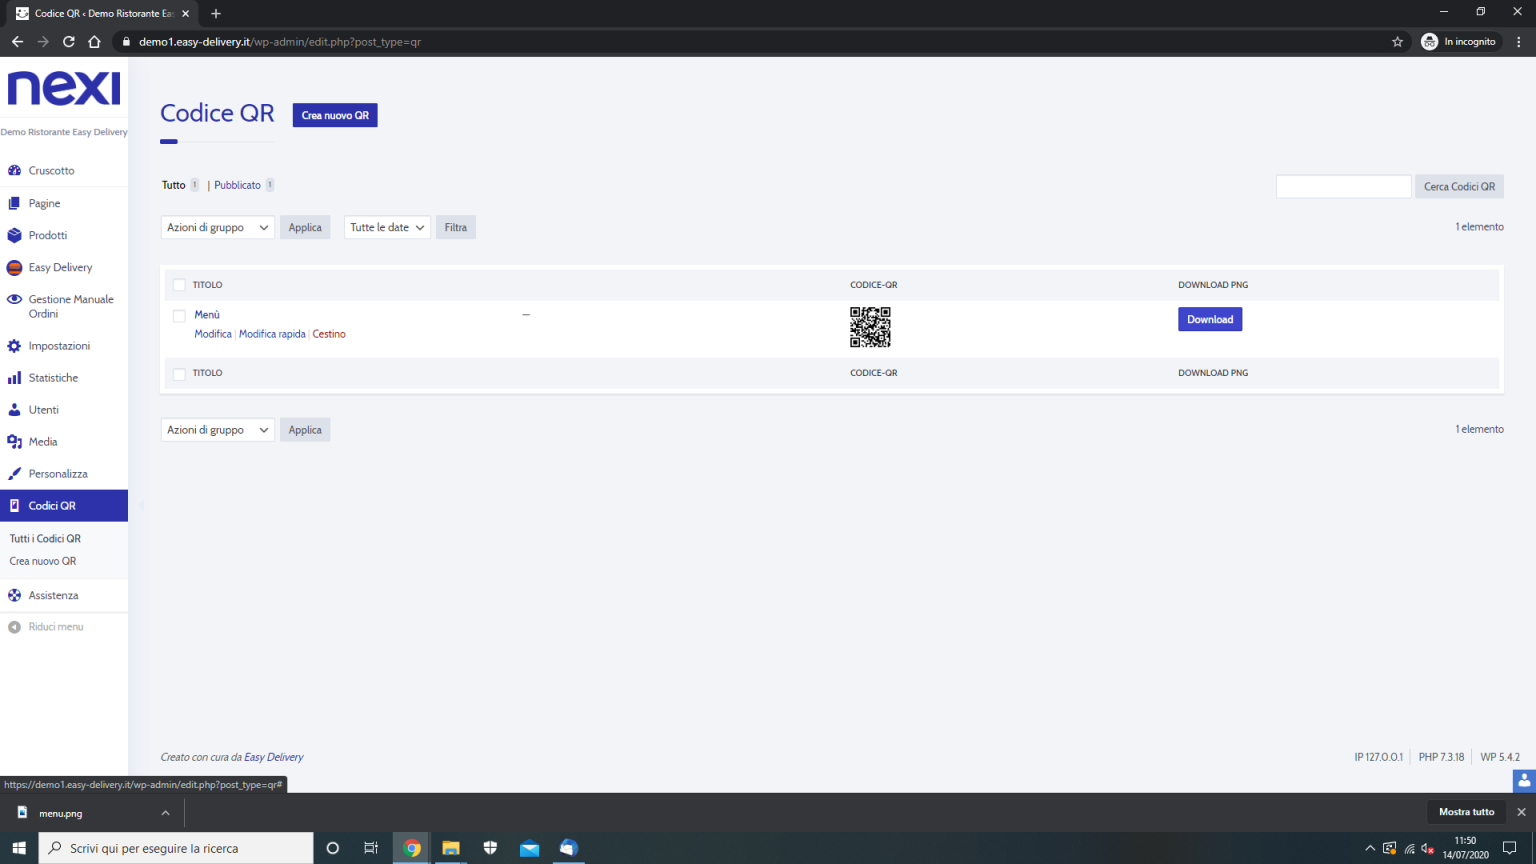 Codice QR ‹ Demo Ristorante Eas
demo1.easy-delivery.it/wp-admin/edit.php?post_type=qr
In incognito
nexi
Demo Ristorante Easy Delivery
Cruscotto
Pagine
Prodotti
Easy Delivery
Gestione Manuale
Ordini
Impostazioni
Statistiche
Utenti
Media
Personalizza
Codici QR
Tutti i Codici QR
Crea nuovo QR
Assistenza
Riduci menu
Codice QR
Crea nuovo QR
Tutto 1 | Pubblicato 1
Cerca Codici QR
Azioni di gruppo
Applica
Tutte le date
Filtra
1 elemento
TITOLO
CODICE-QR
DOWNLOAD PNG
Menù
—
Modifica | Modifica rapida | Cestino
Download
TITOLO
CODICE-QR
DOWNLOAD PNG
Azioni di gruppo
Applica
1 elemento
Creato con cura da Easy Delivery
IP 127.0.0.1
PHP 7.3.18
WP 5.4.2
https://demo1.easy-delivery.it/wp-admin/edit.php?post_type=qr#
menu.png
Mostra tutto
Scrivi qui per eseguire la ricerca
11:50
14/07/2020